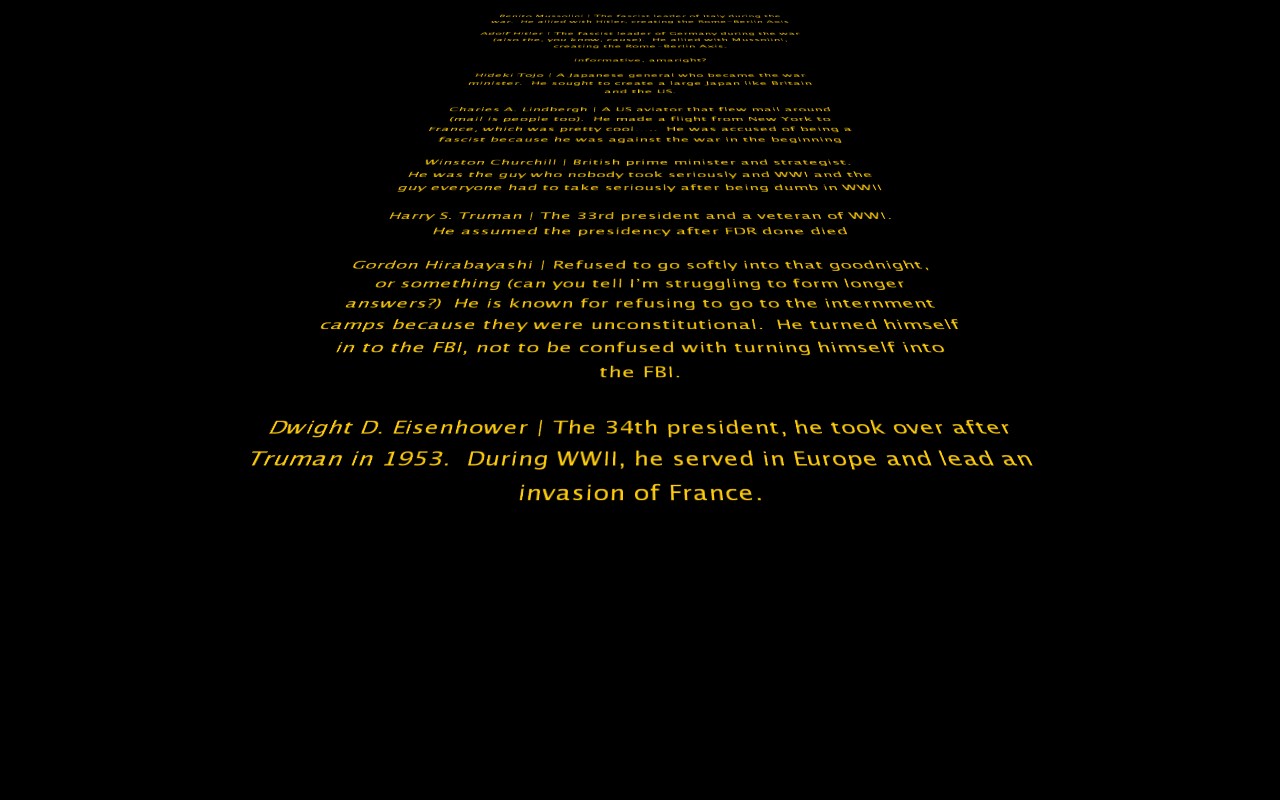 Benito Mussolini | The fascist leader of Italy during the
war. He allied with Hitler, creating the Rome-Berlin Axis
Adolf Hitler | The fascist leader of Germany during the war
(also the, you know, cause). He allied with Mussolini,
creating the Rome-Berlin Axis.
informative, amaright?
Hideki Tojo | A Japanese general who became the war
minister. He sought to create a large Japan like Britain
and the US.
Charles A. Lindbergh | A US aviator that flew mail around
(mail is people too). He made a flight from New York to
France, which was pretty cool ... He was accused of being a
fascist because he was against the war in the beginning
Winston Churchill | British prime minister and strategist.
He was the guy who nobody took seriously and WWI and the
guy everyone had to take seriously after being dumb in WWII
Harry S. Truman | The 33rd president and a veteran of WWI.
He assumed the presidency after FDR done died
Gordon Hirabayashi | Refused to go softly into that goodnight,
or something (can you tell I'm struggling to form longer
answers?) He is known for refusing to go to the internment
camps because they were unconstitutional. He turned himself
in to the FBI, not to be confused with turning himself into
the FBI.
Dwight D. Eisenhower | The 34th president, he took over after
Truman in 1953. During WWII, he served in Europe and lead an
invasion of France.